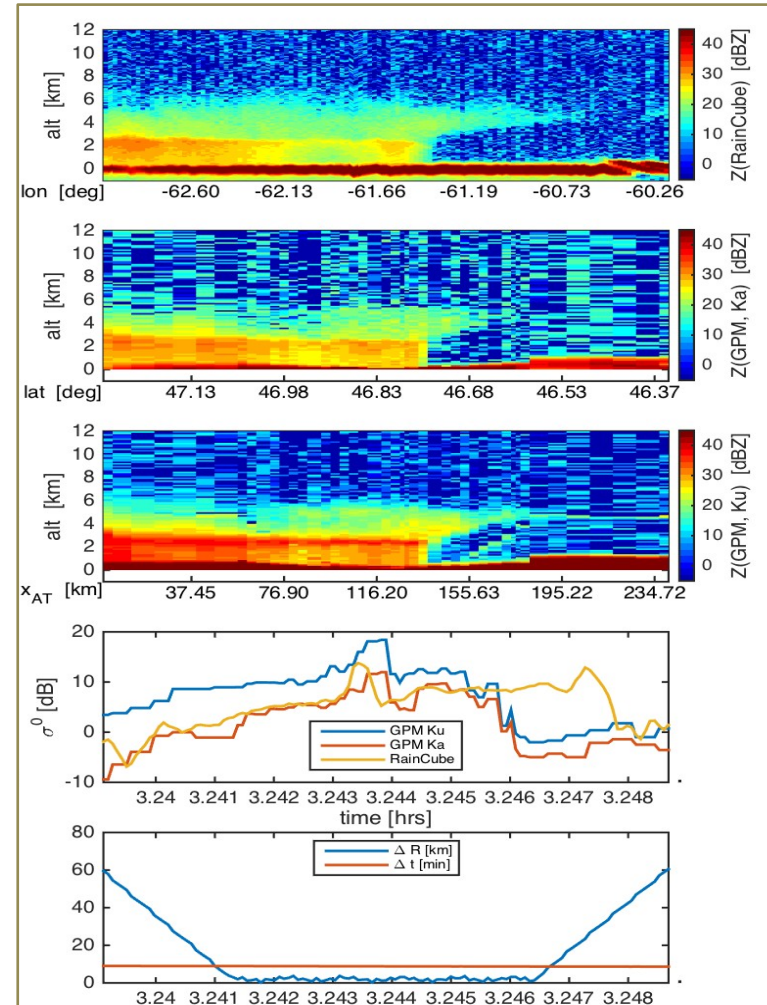 12
10
8
6
4
2
0
alt [km]
lon [deg] -62.60 -62.13 -61.66 -61.19 -60.73 -60.26
40
30
20
10
0
Z(RainCube) [dBZ]
12
10
8
6
4
2
0
alt [km]
lat [deg] 47.13 46.98 46.83 46.68 46.53 46.37
40
30
20
10
0
Z(GPM, Ka) [dBZ]
12
10
8
6
4
2
0
alt [km]
x_AT [km] 37.45 76.90 116.20 155.63 195.22 234.72
40
30
20
10
0
Z(GPM, Ku) [dBZ]
20
10
0
-10
σ⁰ [dB]
GPM Ku
GPM Ka
RainCube
3.24 3.241 3.242 3.243 3.244 3.245 3.246 3.247 3.248
time [hrs]
80
60
40
20
0
Δ R [km]
Δ t [min]
3.24 3.241 3.242 3.243 3.244 3.245 3.246 3.247 3.248